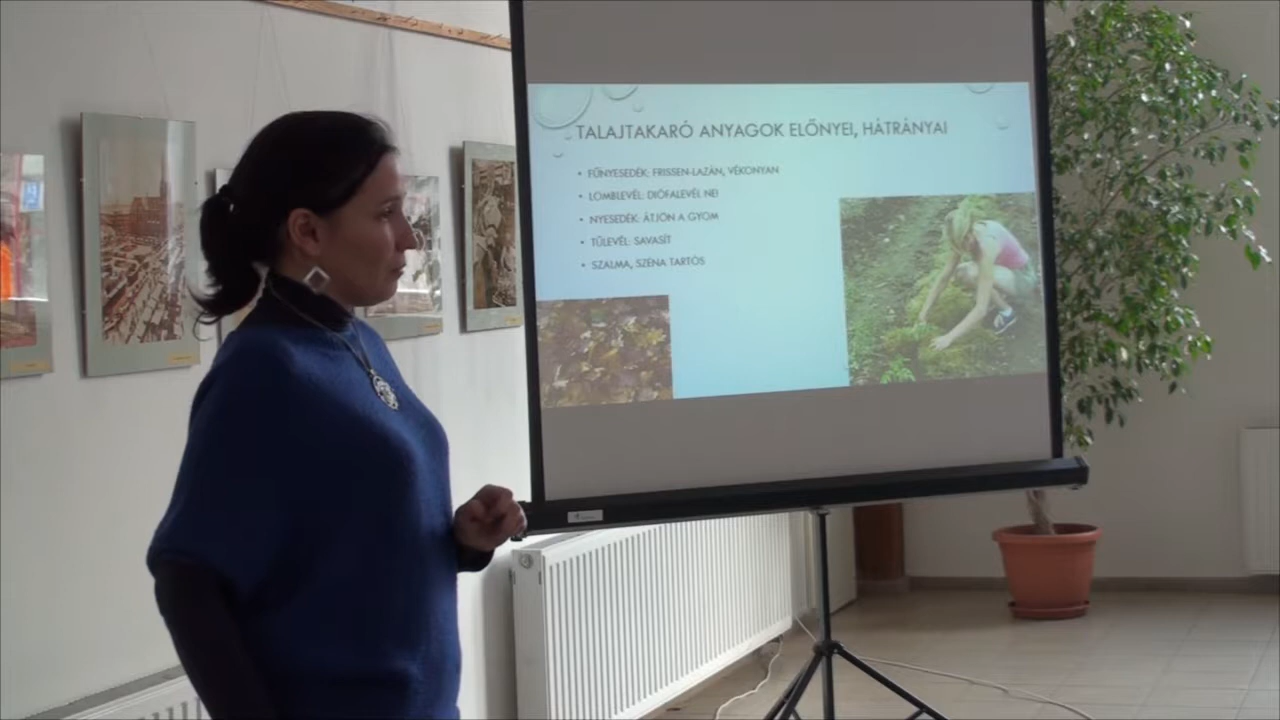 TALAJTAKARÓ ANYAGOK ELŐNYEI, HÁTRÁNYAI
• FŰNYESEDÉK: FRISSEN-LAZÁN, VÉKONYAN
• LOMBLEVÉL: DIÓFALEVÉL NE!
• NYESEDÉK: ÁTJÖN A GYOM
• TŰLEVÉL: SAVASÍT
• SZALMA, SZÉNA TARTÓS